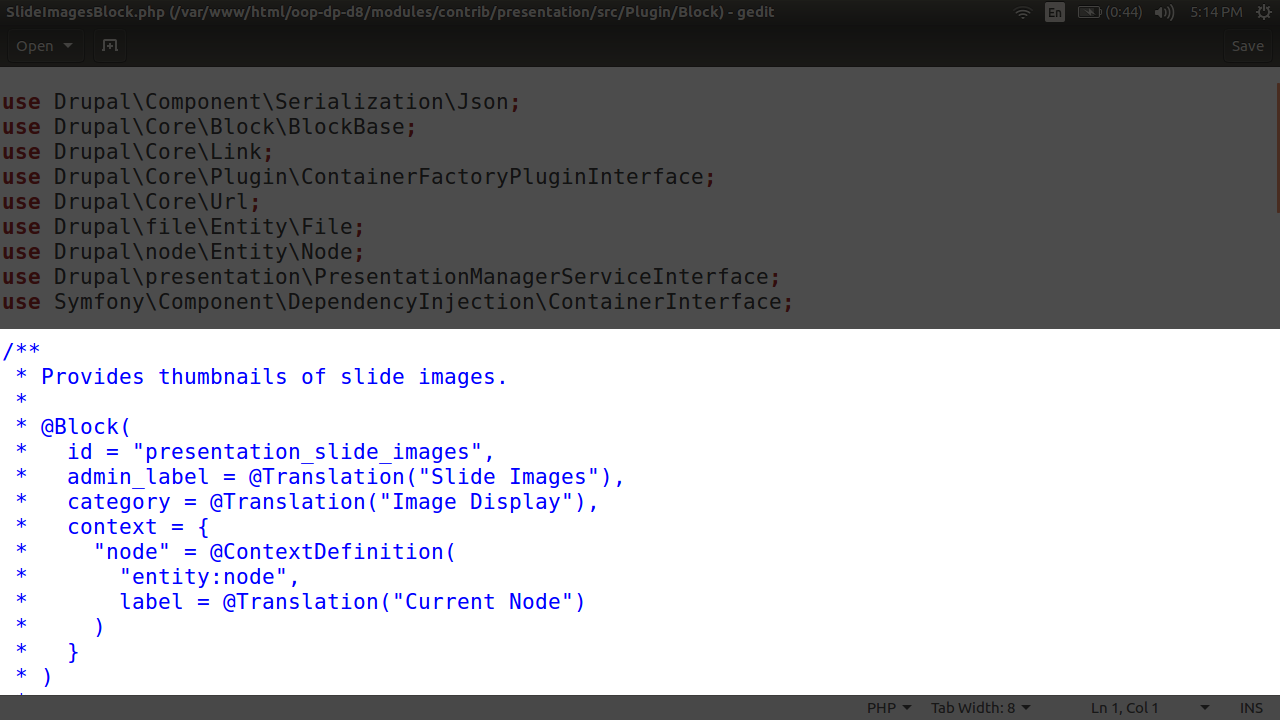 SlideImagesBlock.php (/var/www/html/oop-dp-d8/modules/contrib/presentation/src/Plugin/Block) - gedit En (0:44) 5:14 PM
Open Save
use Drupal\Component\Serialization\Json;
use Drupal\Core\Block\BlockBase;
use Drupal\Core\Link;
use Drupal\Core\Plugin\ContainerFactoryPluginInterface;
use Drupal\Core\Url;
use Drupal\file\Entity\File;
use Drupal\node\Entity\Node;
use Drupal\presentation\PresentationManagerServiceInterface;
use Symfony\Component\DependencyInjection\ContainerInterface;
/**
 * Provides thumbnails of slide images.
 *
 * @Block(
 *   id = "presentation_slide_images",
 *   admin_label = @Translation("Slide Images"),
 *   category = @Translation("Image Display"),
 *   context = {
 *     "node" = @ContextDefinition(
 *       "entity:node",
 *       label = @Translation("Current Node")
 *     )
 *   }
 * )
PHP Tab Width: 8 Ln 1, Col 1 INS